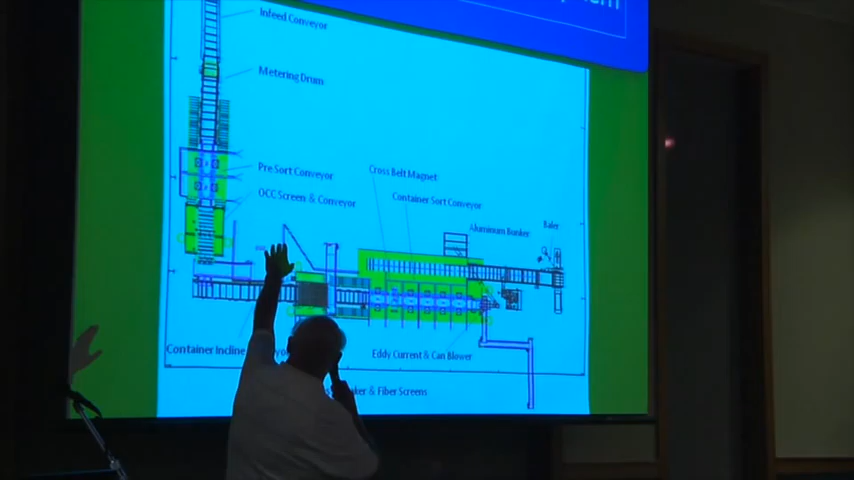 Infeed Conveyor
Metering Drum
Pre Sort Conveyor
Cross Belt Magnet
OCC Screen & Conveyor
Container Sort Conveyor
Aluminum Bunker
Baler
Container Incline
Eddy Current & Can Blower
& Fiber Screens